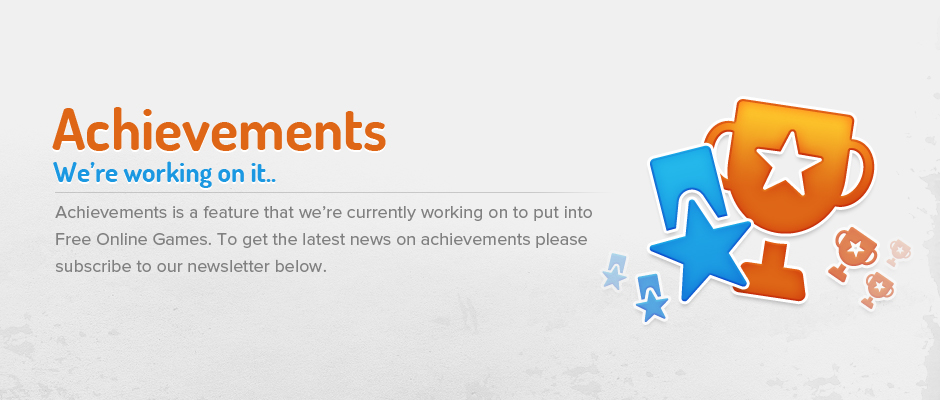 Achievements
We're working on it..
Achievements is a feature that we're currently working on to put into
Free Online Games. To get the latest news on achievements please
subscribe to our newsletter below.